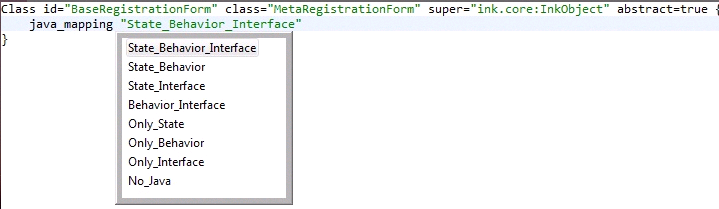 Class id="BaseRegistrationForm" class="MetaRegistrationForm" super="ink.core:InkObject" abstract=true {
java_mapping "State_Behavior_Interface"
}
State_Behavior_Interface
State_Behavior
State_Interface
Behavior_Interface
Only_State
Only_Behavior
Only_Interface
No_Java